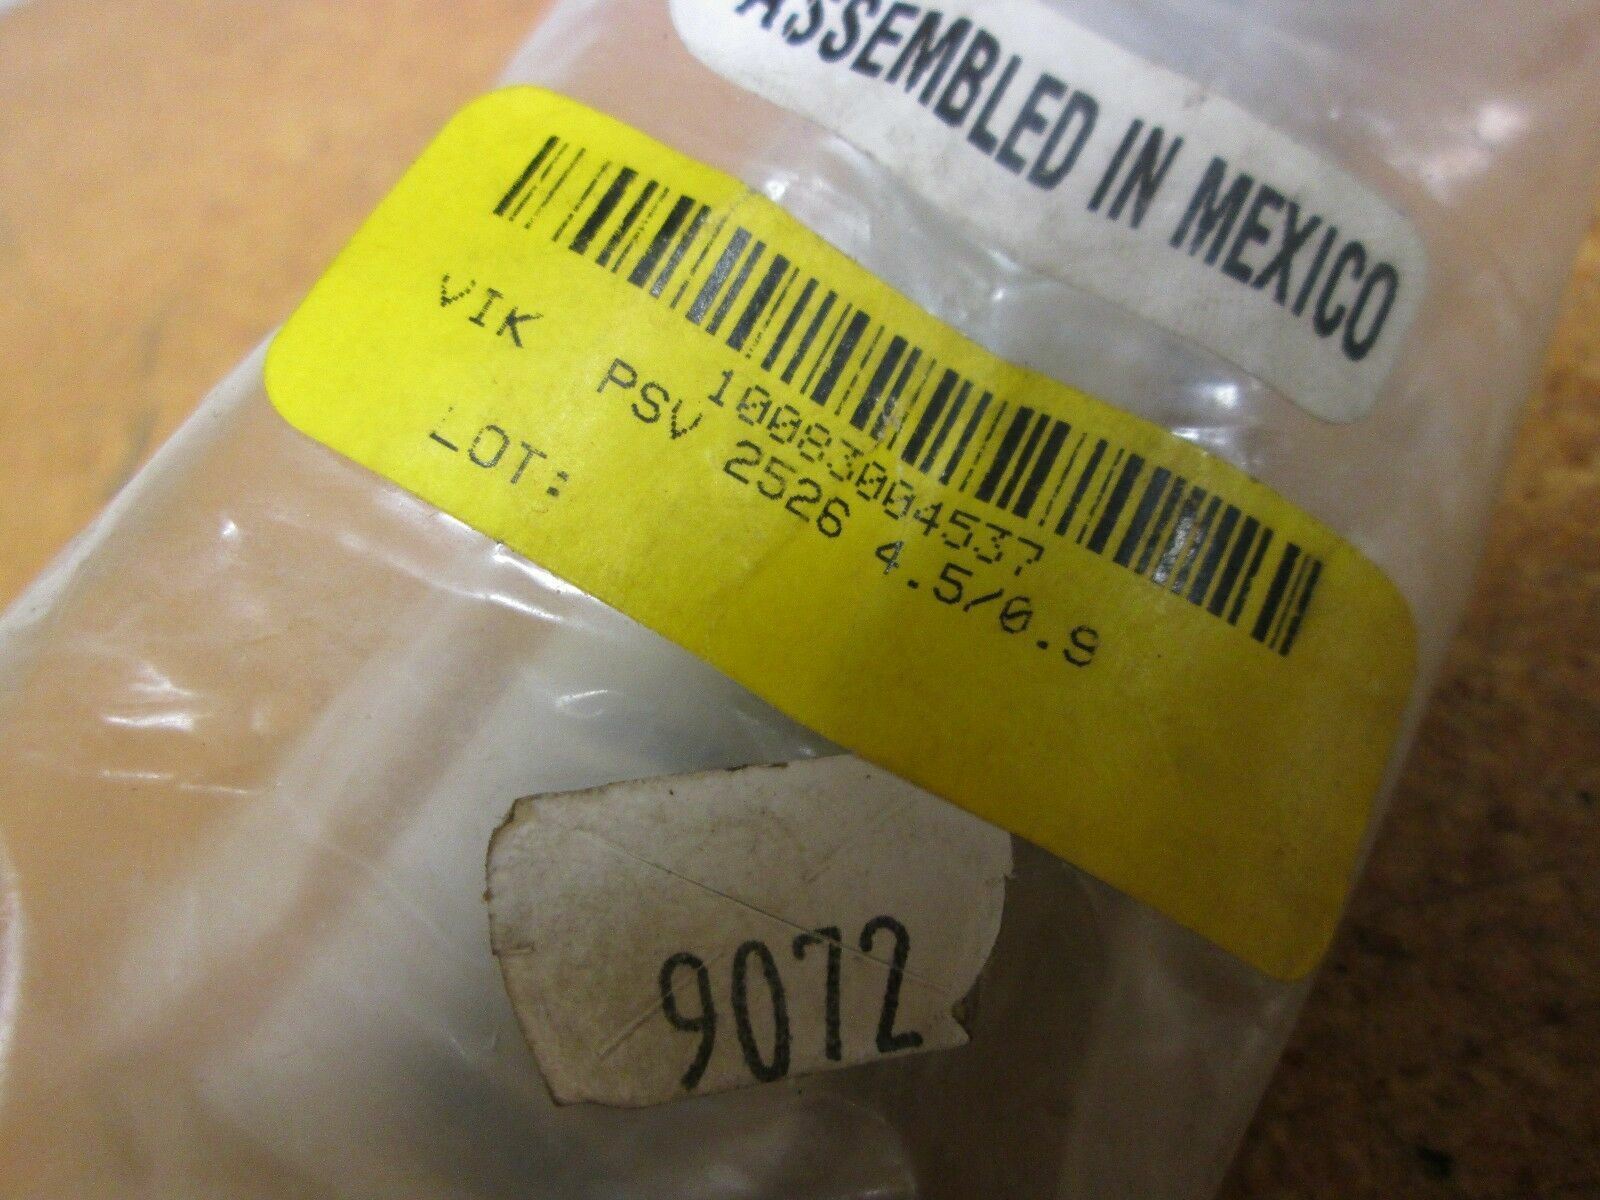 ASSEMBLED IN MEXICO
10083004537
VIK PSV 2526 4.5/0.9
LOT:
9072